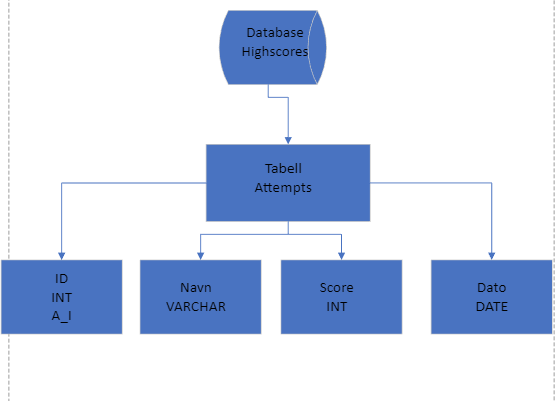 Database
Highscores
Tabell
Attempts
ID
INT
A_I
Navn
VARCHAR
Score
INT
Dato
DATE